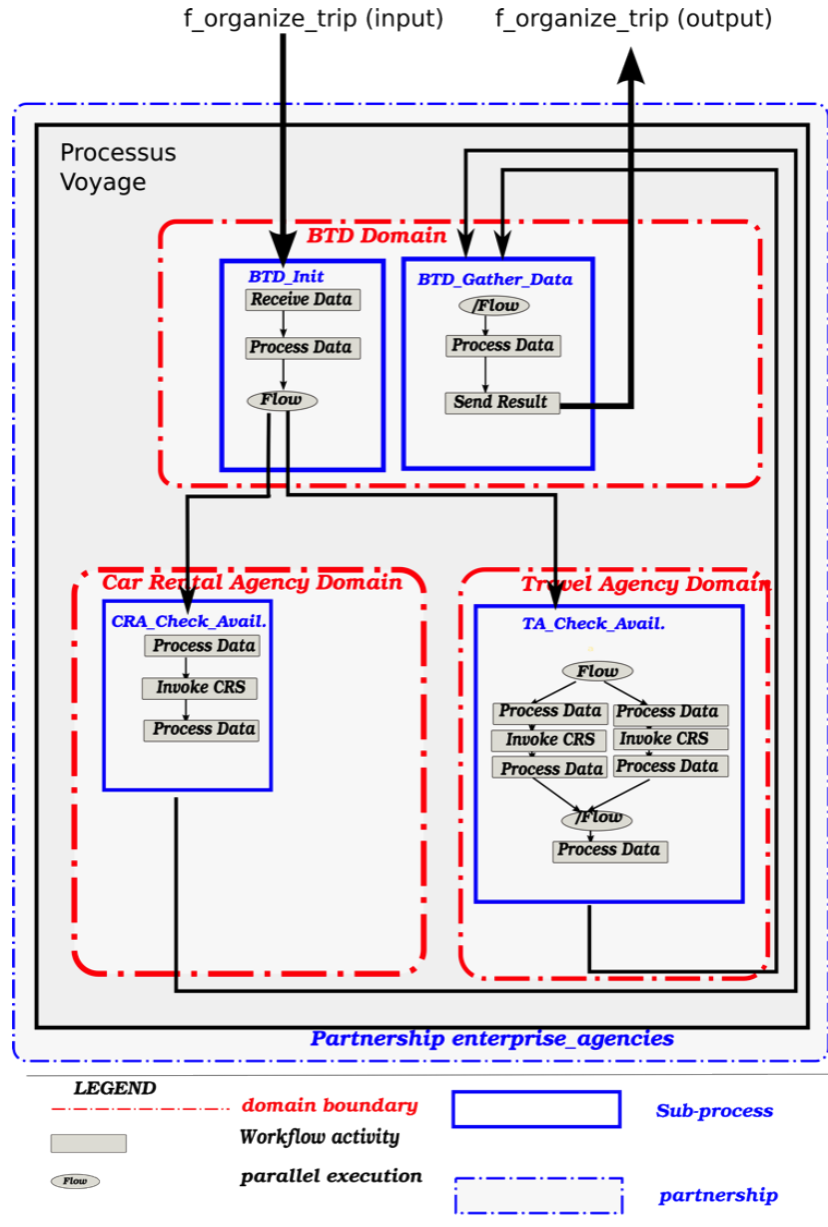 f_organize_trip (input)
f_organize_trip (output)
Processus
Voyage
BTD Domain
BTD_Init
Receive Data
Process Data
Flow
BTD_Gather_Data
/Flow
Process Data
Send Result
Car Rental Agency Domain
CRA_Check_Avail.
Process Data
Invoke CRS
Process Data
Travel Agency Domain
TA_Check_Avail.
Flow
Process Data
Process Data
Invoke CRS
Invoke CRS
Process Data
Process Data
/Flow
Process Data
Partnership enterprise_agencies
LEGEND
domain boundary
Sub-process
Workflow activity
Flow
parallel execution
partnership